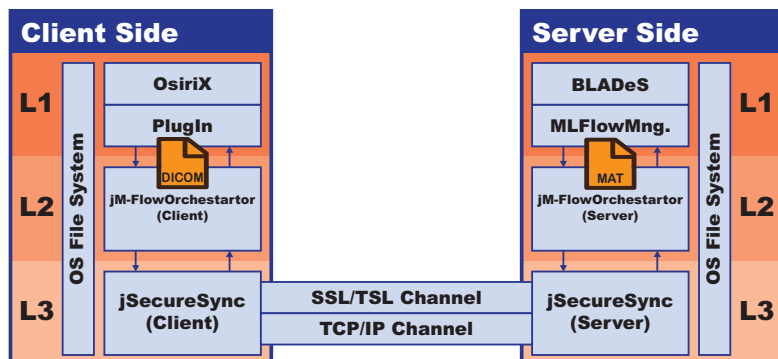 Client Side
Server Side
L1
L2
L3
OS File System
OsiriX
PlugIn
DICOM
jM-FlowOrchestartor
(Client)
jSecureSync
(Client)
SSL/TSL Channel
TCP/IP Channel
BLADeS
MLFlowMng.
MAT
jM-FlowOrchestartor
(Server)
jSecureSync
(Server)
OS File System
L1
L2
L3